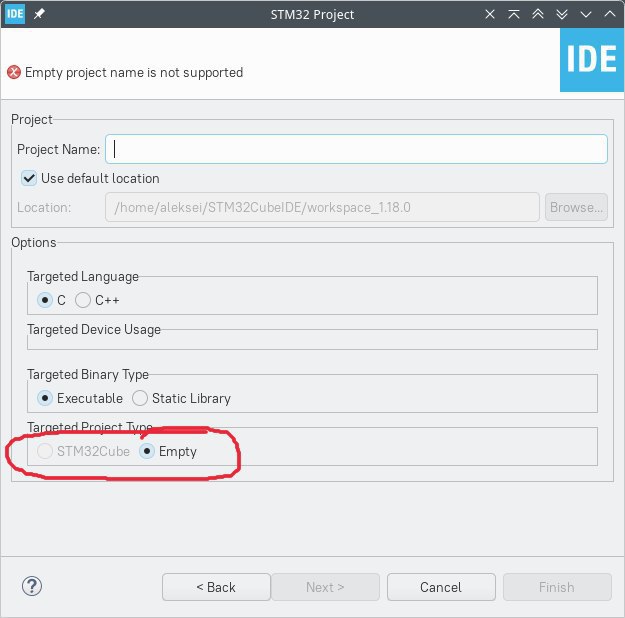 IDE STM32 Project
Empty project name is not supported
IDE
Project
Project Name:
Use default location
Location: /home/aleksei/STM32CubeIDE/workspace_1.18.0 Browse...
Options
Targeted Language
C C++
Targeted Device Usage
Targeted Binary Type
Executable Static Library
Targeted Project Type
STM32Cube Empty
? < Back Next > Cancel Finish